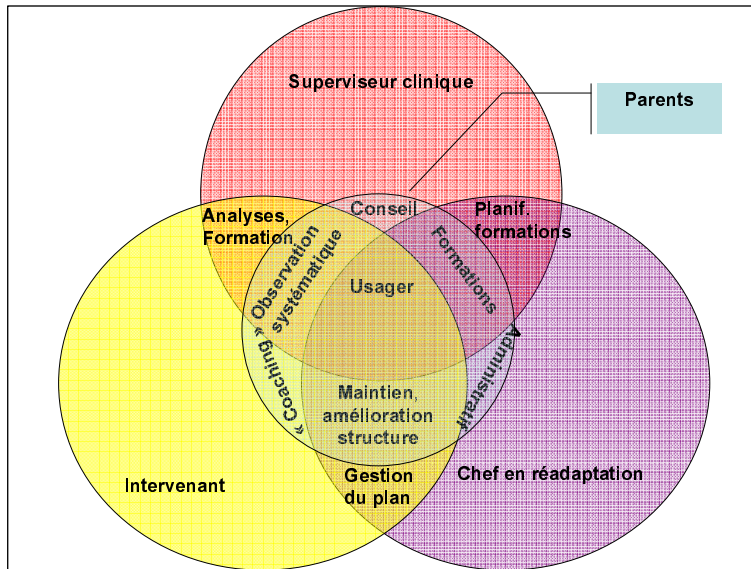 Superviseur clinique
Parents
Conseil
Analyses,
Formation
Planif.
formations
Observation
systématique
Formations
Usager
« Coaching »
Administratif
Maintien,
amélioration
structure
Intervenant
Gestion
du plan
Chef en réadaptation